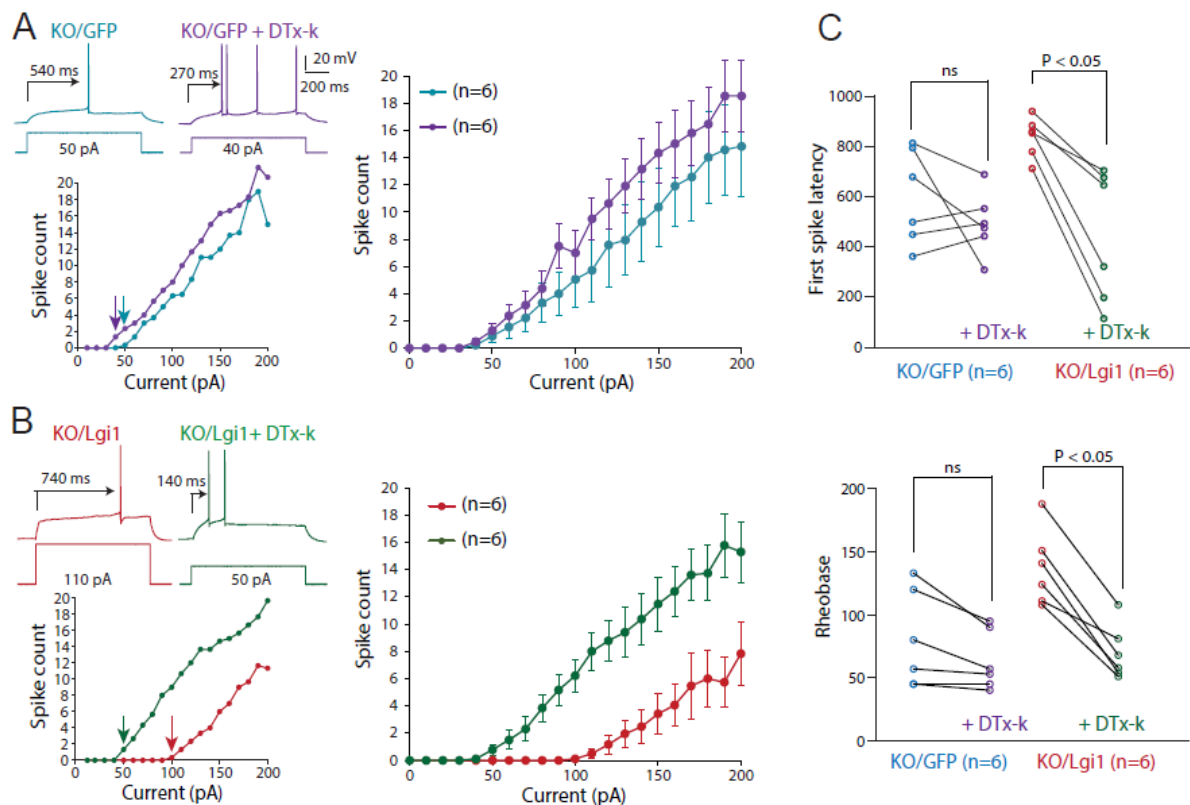 A
KO/GFP
KO/GFP + DTx-k
540 ms
270 ms
20 mV
200 ms
50 pA
40 pA
Spike count
20
18
16
14
12
10
8
6
4
2
0
0
50
100
150
200
Current (pA)
(n=6)
(n=6)
Spike count
20
18
16
14
12
10
8
6
4
2
0
0
50
100
150
200
Current (pA)
B
KO/Lgi1
KO/Lgi1+ DTx-k
740 ms
140 ms
110 pA
50 pA
Spike count
20
18
16
14
12
10
8
6
4
2
0
0
50
100
150
200
Current (pA)
(n=6)
(n=6)
Spike count
20
18
16
14
12
10
8
6
4
2
0
0
50
100
150
200
Current (pA)
C
ns
P < 0.05
First spike latency
1000
800
600
400
200
0
+ DTx-k
+ DTx-k
KO/GFP (n=6)
KO/Lgi1 (n=6)
ns
P < 0.05
Rheobase
200
150
100
50
0
+ DTx-k
+ DTx-k
KO/GFP (n=6)
KO/Lgi1 (n=6)